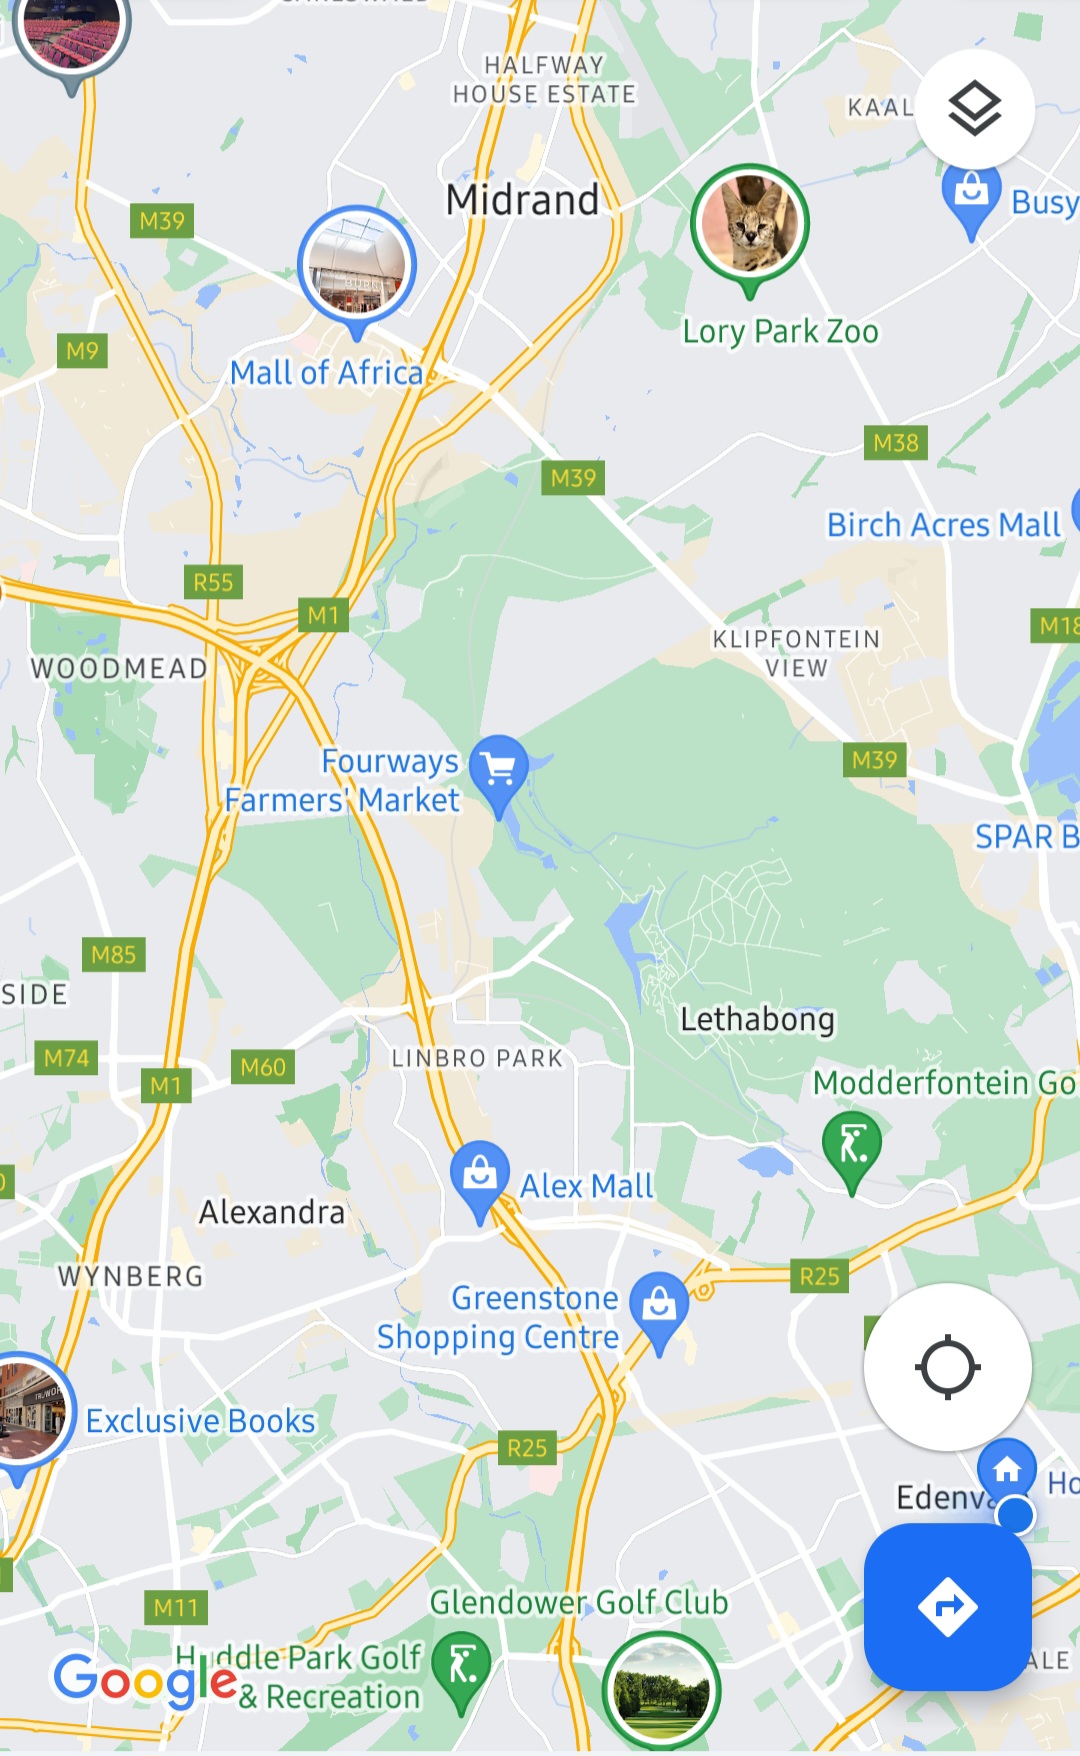 HALFWAY
HOUSE ESTATE
KAAL
Midrand
Busy
M39
Lory Park Zoo
M9
Mall of Africa
M38
M39
Birch Acres Mall
R55
M1
M18
KLIPFONTEIN
VIEW
WOODMEAD
Fourways
Farmers' Market
M39
SPAR B
M85
SIDE
Lethabong
M74
M60
LINBRO PARK
M1
Modderfontein Go
Alex Mall
Alexandra
WYNBERG
R25
Greenstone
Shopping Centre
Exclusive Books
R25
Edenva
Ho
Glendower Golf Club
M11
Huddle Park Golf
& Recreation
Google
ALE